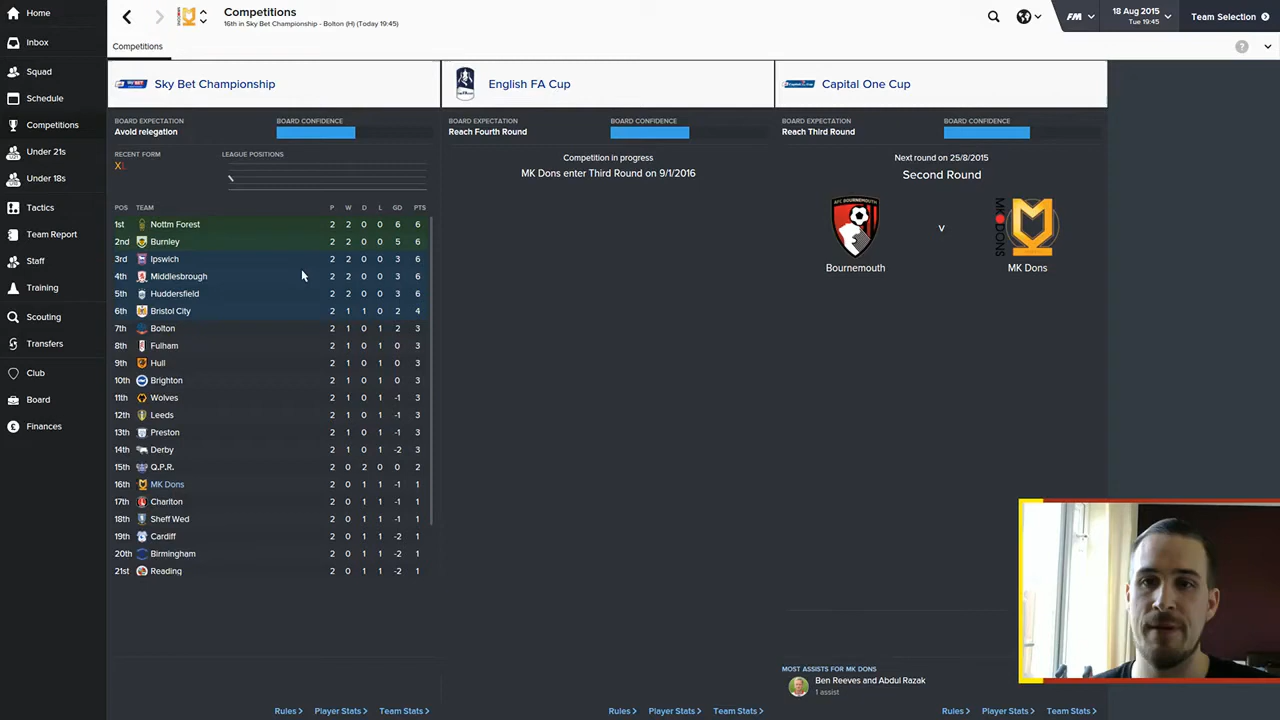 Home
Inbox
Squad
Schedule
Competitions
Under 21s
Under 18s
Tactics
Team Report
Staff
Training
Scouting
Transfers
Club
Board
Finances
Competitions
16th in Sky Bet Championship - Bolton (H) (Today 19:45)
FM
18 Aug 2015
Tue 19:45
Team Selection
Competitions
?
Sky Bet Championship
BOARD EXPECTATION BOARD CONFIDENCE
Avoid relegation
RECENT FORM LEAGUE POSITIONS
XL
POS TEAM P W D L GD PTS
1st Nottm Forest 2 2 0 0 6 6
2nd Burnley 2 2 0 0 5 6
3rd Ipswich 2 2 0 0 3 6
4th Middlesbrough 2 2 0 0 3 6
5th Huddersfield 2 2 0 0 3 6
6th Bristol City 2 1 1 0 2 4
7th Bolton 2 1 0 1 2 3
8th Fulham 2 1 0 1 0 3
9th Hull 2 1 0 1 0 3
10th Brighton 2 1 0 1 0 3
11th Wolves 2 1 0 1 -1 3
12th Leeds 2 1 0 1 -1 3
13th Preston 2 1 0 1 -1 3
14th Derby 2 1 0 1 -2 3
15th Q.P.R. 2 0 2 0 0 2
16th MK Dons 2 0 1 1 -1 1
17th Charlton 2 0 1 1 -1 1
18th Sheff Wed 2 0 1 1 -1 1
19th Cardiff 2 0 1 1 -2 1
20th Birmingham 2 0 1 1 -2 1
21st Reading 2 0 1 1 -2 1
Rules Player Stats Team Stats
English FA Cup
BOARD EXPECTATION BOARD CONFIDENCE
Reach Fourth Round
Competition in progress
MK Dons enter Third Round on 9/1/2016
Rules Player Stats Team Stats
Capital One Cup
BOARD EXPECTATION BOARD CONFIDENCE
Reach Third Round
Next round on 25/8/2015
Second Round
AFC BOURNEMOUTH
v
MK DONS
Bournemouth MK Dons
MOST ASSISTS FOR MK DONS
Ben Reeves and Abdul Razak
1 assist
Rules Player Stats Team Stats